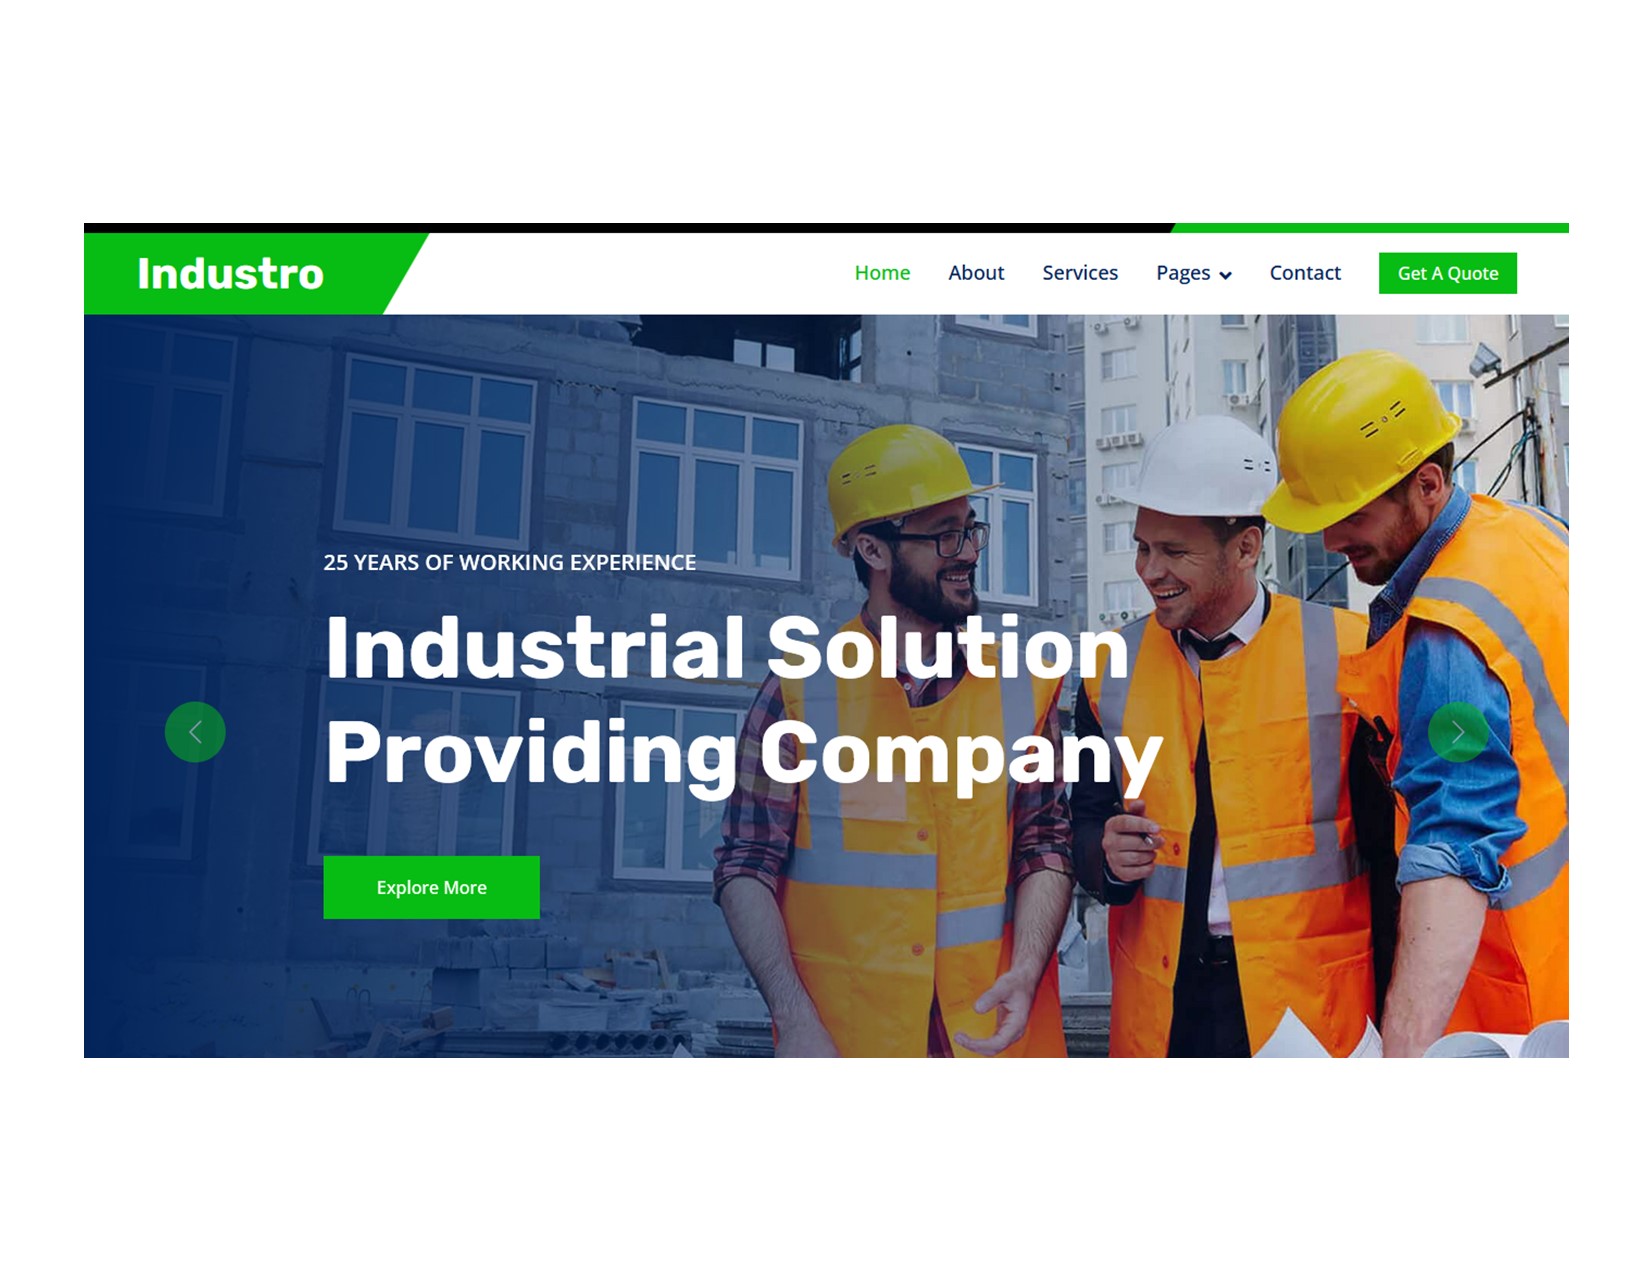 Industro
Home About Services Pages Contact Get A Quote
25 YEARS OF WORKING EXPERIENCE
Industrial Solution
Providing Company
Explore More